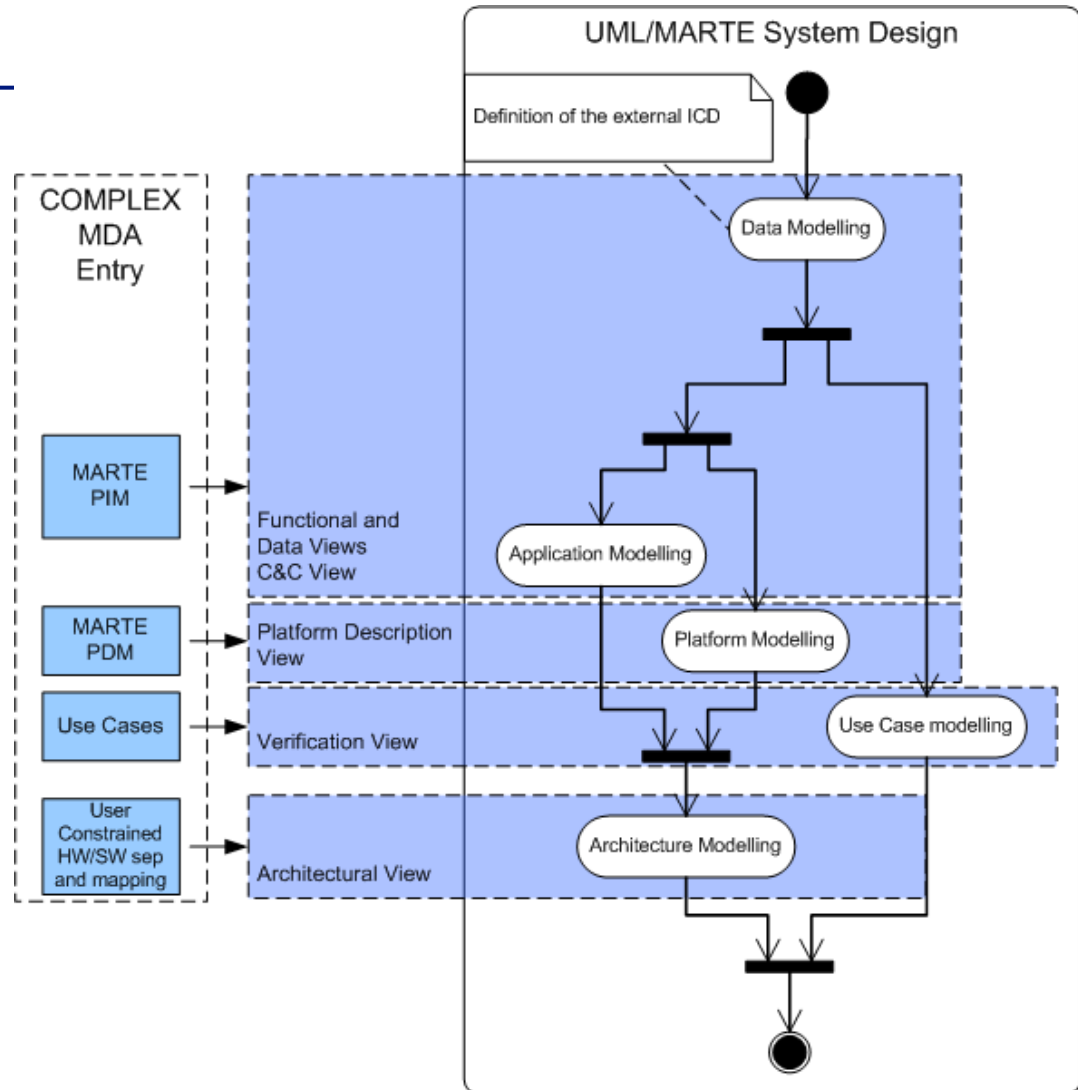 UML/MARTE System Design
Definition of the external ICD
COMPLEX
MDA
Entry
Data Modelling
MARTE
PIM
Functional and
Data Views
C&C View
Application Modelling
MARTE
PDM
Platform Description
View
Platform Modelling
Use Cases
Verification View
Use Case modelling
User
Constrained
HW/SW sep
and mapping
Architectural View
Architecture Modelling